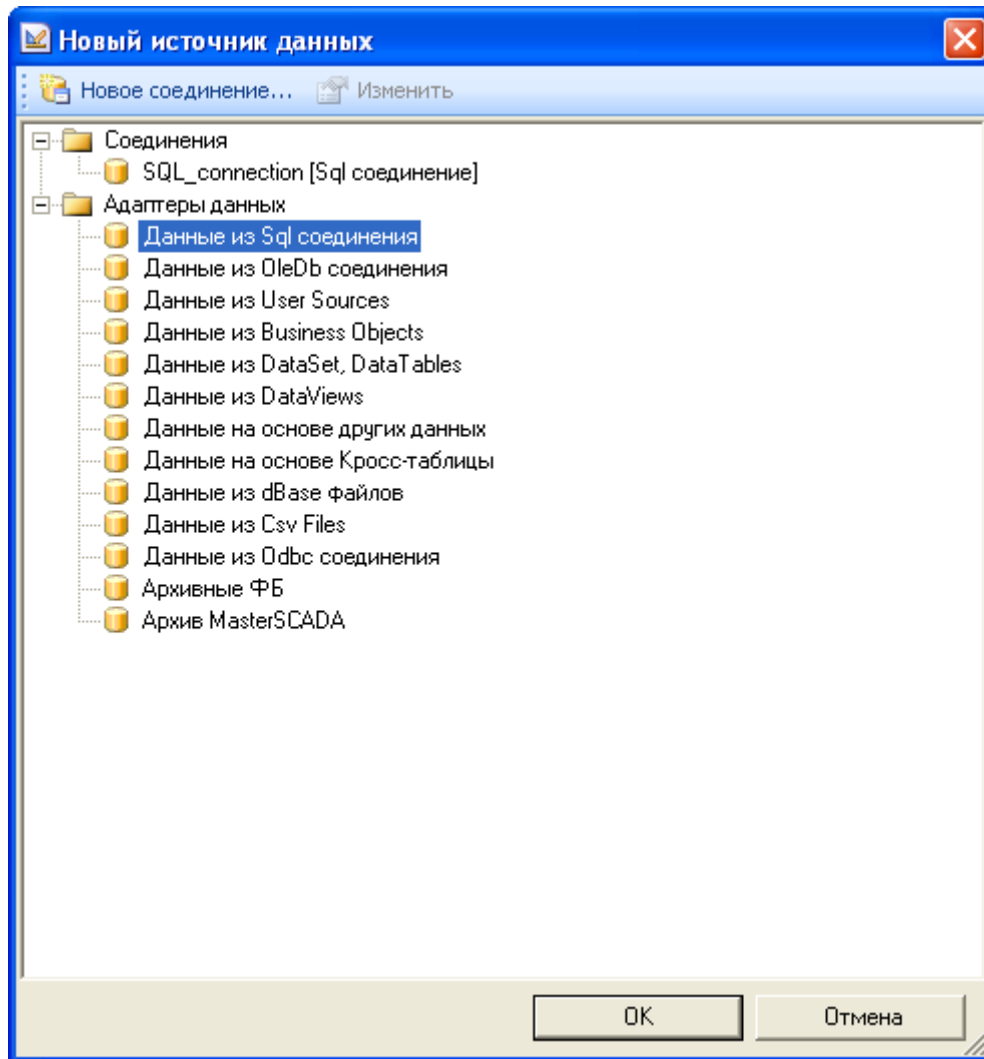 Новый источник данных
Новое соединение... Изменить
Соединения
SQL_connection [Sql соединение]
Адаптеры данных
Данные из Sql соединения
Данные из OleDb соединения
Данные из User Sources
Данные из Business Objects
Данные из DataSet, DataTables
Данные из DataViews
Данные на основе других данных
Данные на основе Кросс-таблицы
Данные из dBase файлов
Данные из Csv Files
Данные из Odbc соединения
Архивные ФБ
Архив MasterSCADA
OK Отмена